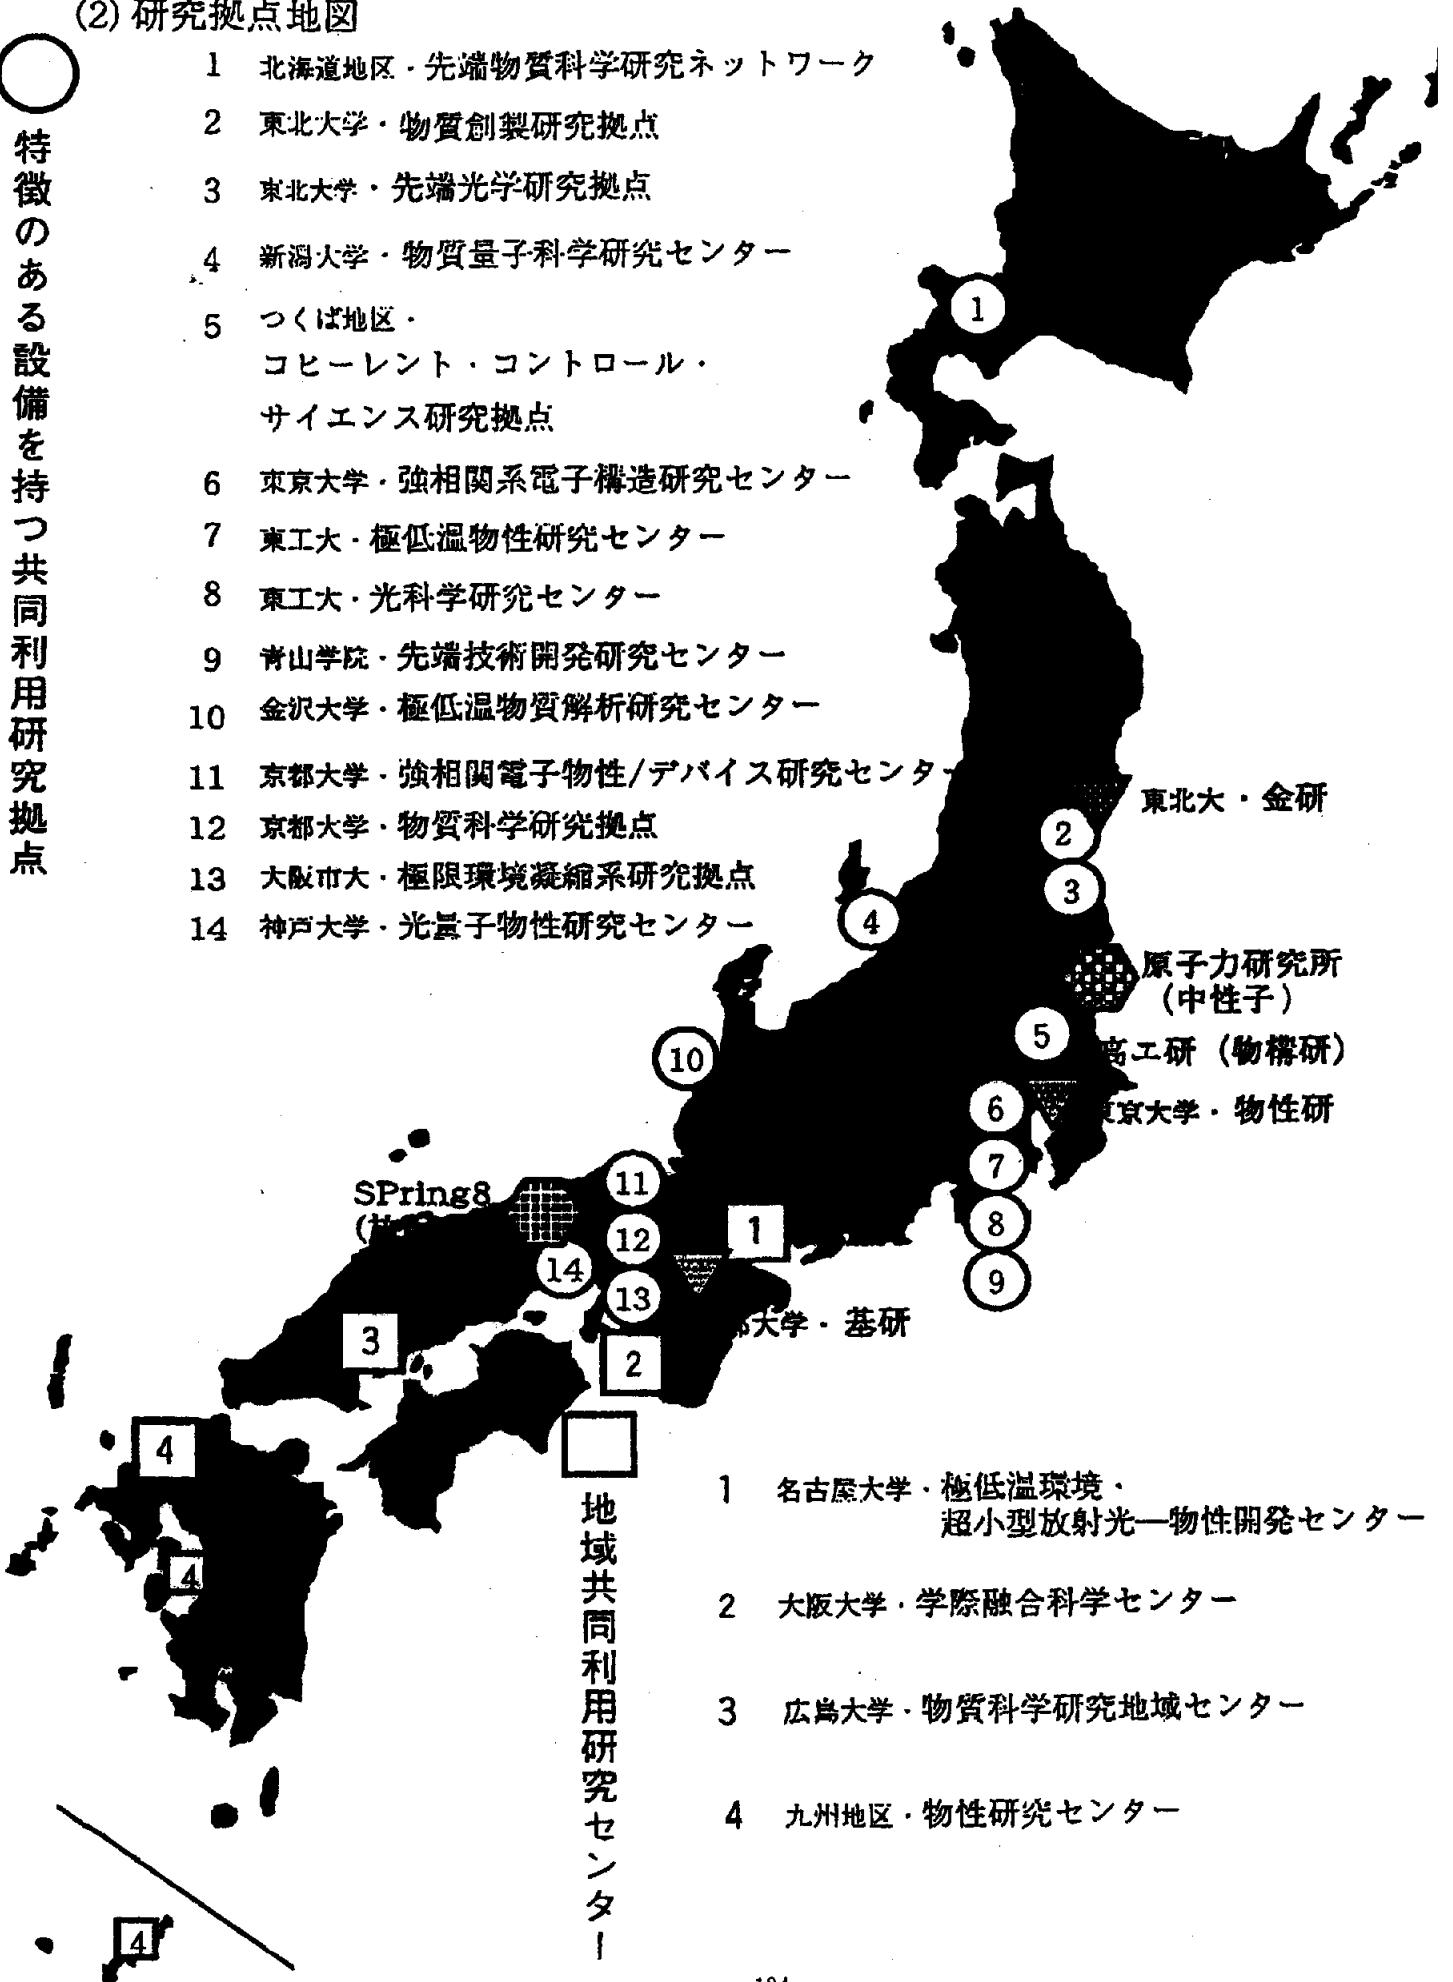 (2) 研究拠点地図
特徴のある設備を持つ共同利用研究拠点
1 北海道地区・先端物質科学研究ネットワーク
2 東北大学・物質創製研究拠点
3 東北大学・先端光学研究拠点
4 新潟大学・物質量子科学研究センター
5 つくば地区・
コヒーレント・コントロール・
サイエンス研究拠点
6 東京大学・強相関系電子構造研究センター
7 東工大・極低温物性研究センター
8 東工大・光科学研究センター
9 青山学院・先端技術開発研究センター
10 金沢大学・極低温物質解析研究センター
11 京都大学・強相関電子物性/デバイス研究センター
12 京都大学・物質科学研究拠点
13 大阪市大・極限環境凝縮系研究拠点
14 神戸大学・光量子物性研究センター
1
東北大・金研
2
3
4
原子力研究所
(中性子)
5
高エ研（物構研）
10
6
東京大学・物性研
7
11
SPring8
8
12
1
14
9
13
都大学・基研
3
2
4
4
4
地域共同利用研究センター
1 名古屋大学・極低温環境・
超小型放射光―物性開発センター
2 大阪大学・学際融合科学センター
3 広島大学・物質科学研究地域センター
4 九州地区・物性研究センター